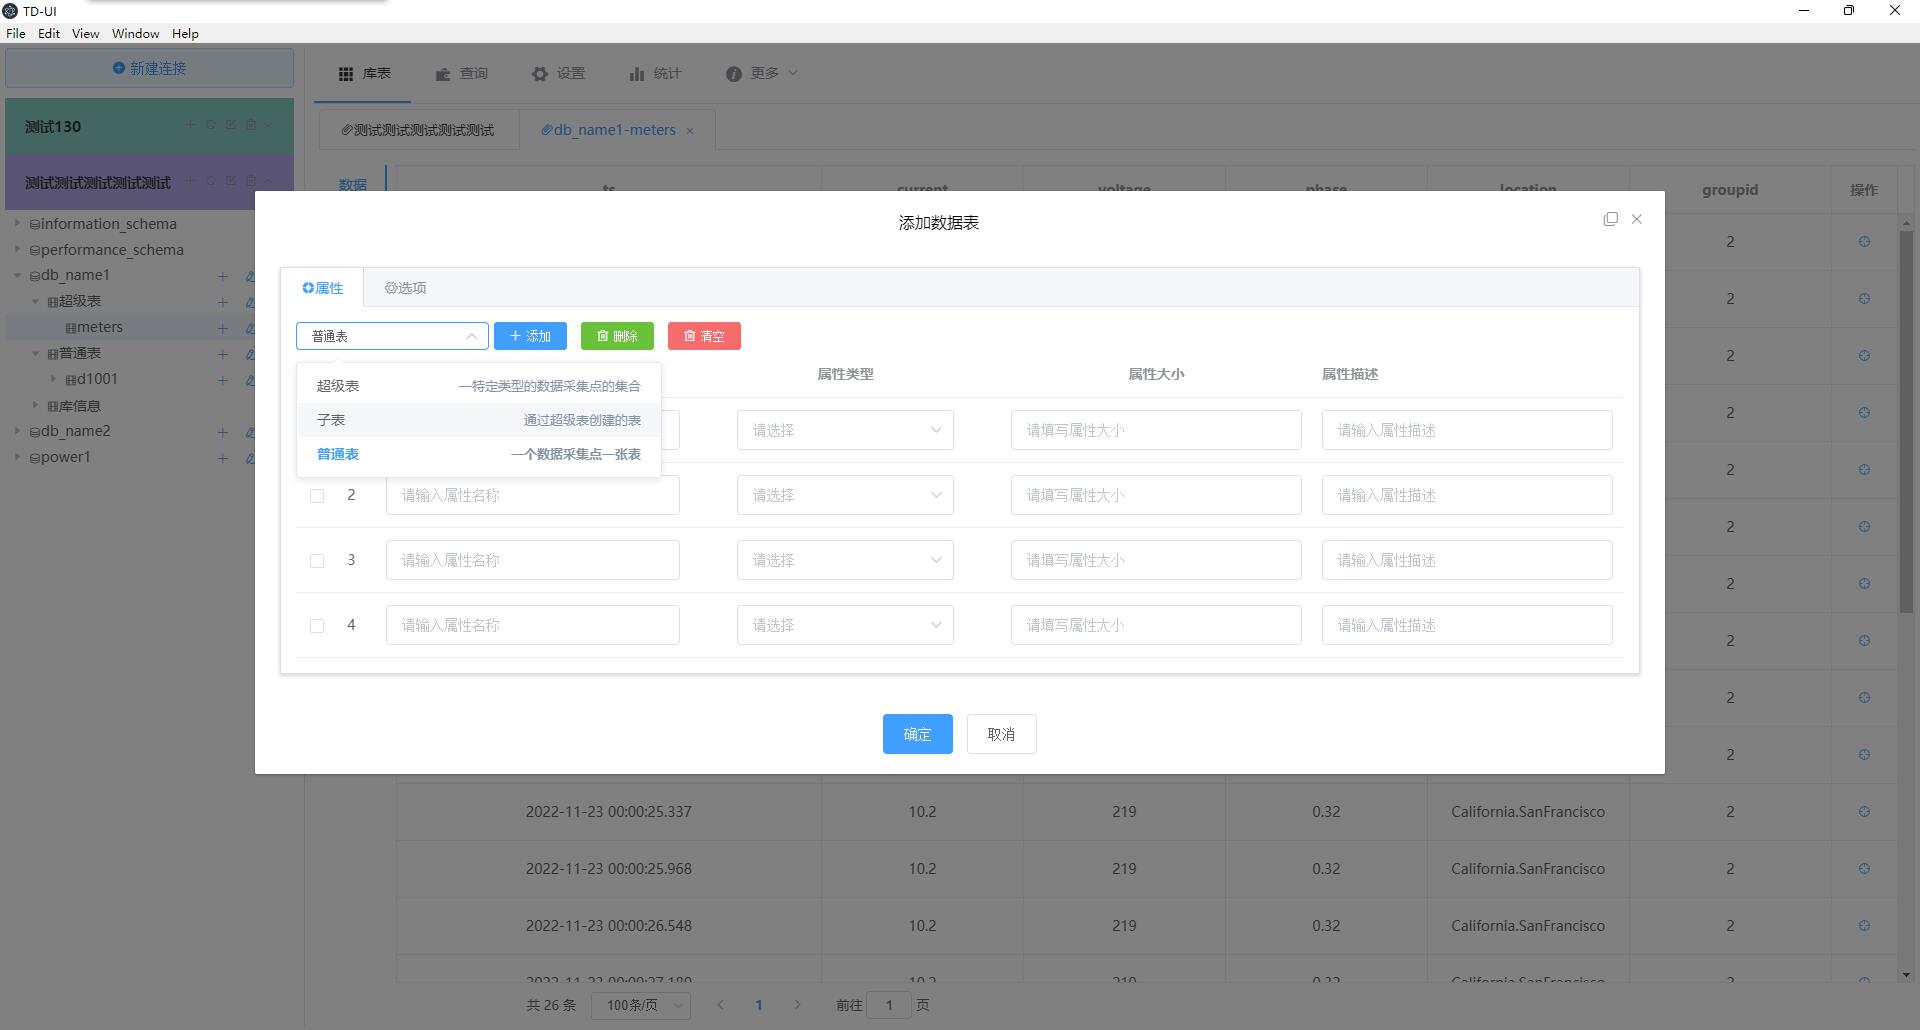 TD-UI
File Edit View Window Help
新建连接
库表 查询 设置 统计 更多
测试130
测试测试测试测试测试 db_name1-meters ×
测试测试测试测试测试
数据
ts current voltage phase location groupid 操作
information_schema
performance_schema
db_name1
超级表
meters
普通表
d1001
库信息
db_name2
power1
添加数据表
属性 选项
普通表 添加 删除 清空
超级表 一特定类型的数据采集点的集合
子表 通过超级表创建的表
普通表 一个数据采集点一张表
属性类型 属性大小 属性描述
请选择 请填写属性大小 请输入属性描述
2 请输入属性名称 请选择 请填写属性大小 请输入属性描述
3 请输入属性名称 请选择 请填写属性大小 请输入属性描述
4 请输入属性名称 请选择 请填写属性大小 请输入属性描述
确定 取消
2
2
2
2
2
2
2
2
2
2
2022-11-23 00:00:25.337 10.2 219 0.32 California.SanFrancisco 2
2022-11-23 00:00:25.968 10.2 219 0.32 California.SanFrancisco 2
2022-11-23 00:00:26.548 10.2 219 0.32 California.SanFrancisco 2
2022-11-23 00:00:27.180 10.2 219 0.32 California.SanFrancisco 2
共 26 条 100条/页 1 前往 1 页